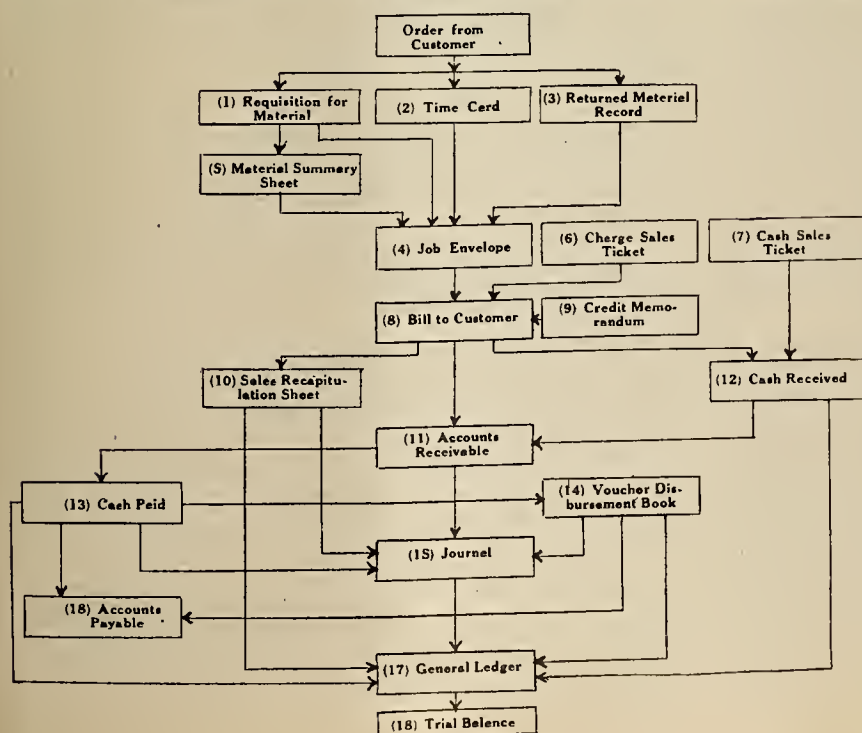 Order from
Customer
(1) Requisition for
Material
(2) Time Cerd
(3) Returned Meteriel
Record
(5) Material Summary
Sheet
(4) Job Envelope
(6) Charge Sales
Ticket
(7) Cash Sales
Ticket
(8) Bill to Customer
(9) Credit Memo-
randum
(10) Sales Recapitu-
lation Sheet
(12) Cash Received
(11) Accounts
Receivable
(13) Cash Peid
(14) Voucher Dis-
bursement Book
(15) Journel
(18) Accounts
Payable
(17) General Ledger
(18) Trial Belence